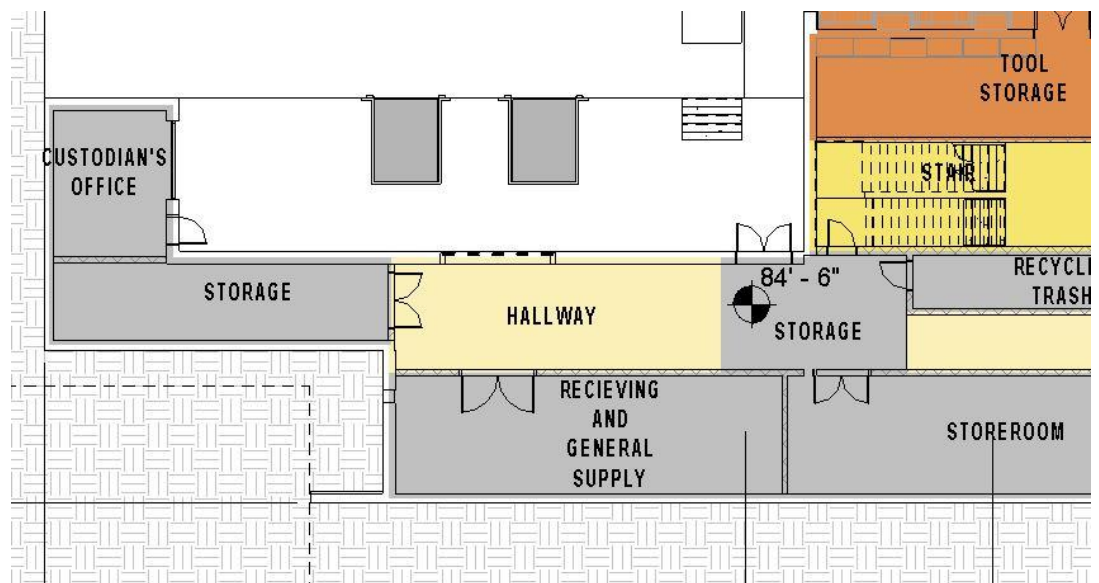 TOOL
STORAGE
CUSTODIAN'S
OFFICE
STAIR
STORAGE
84' - 6"
RECYCLI
TRASH
HALLWAY
STORAGE
RECIEVING
AND
GENERAL
SUPPLY
STOREROOM